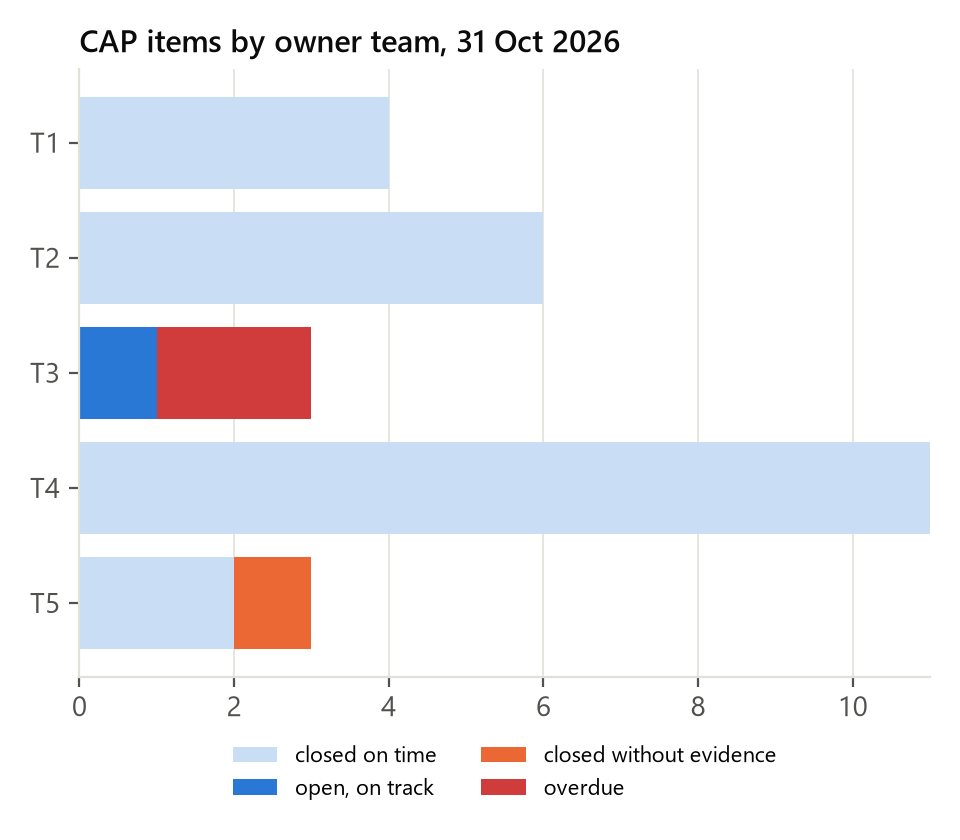 CAP items by owner team, 31 Oct 2026
T1
T2
T3
T4
T5
0 2 4 6 8 10
closed on time
closed without evidence
open, on track
overdue